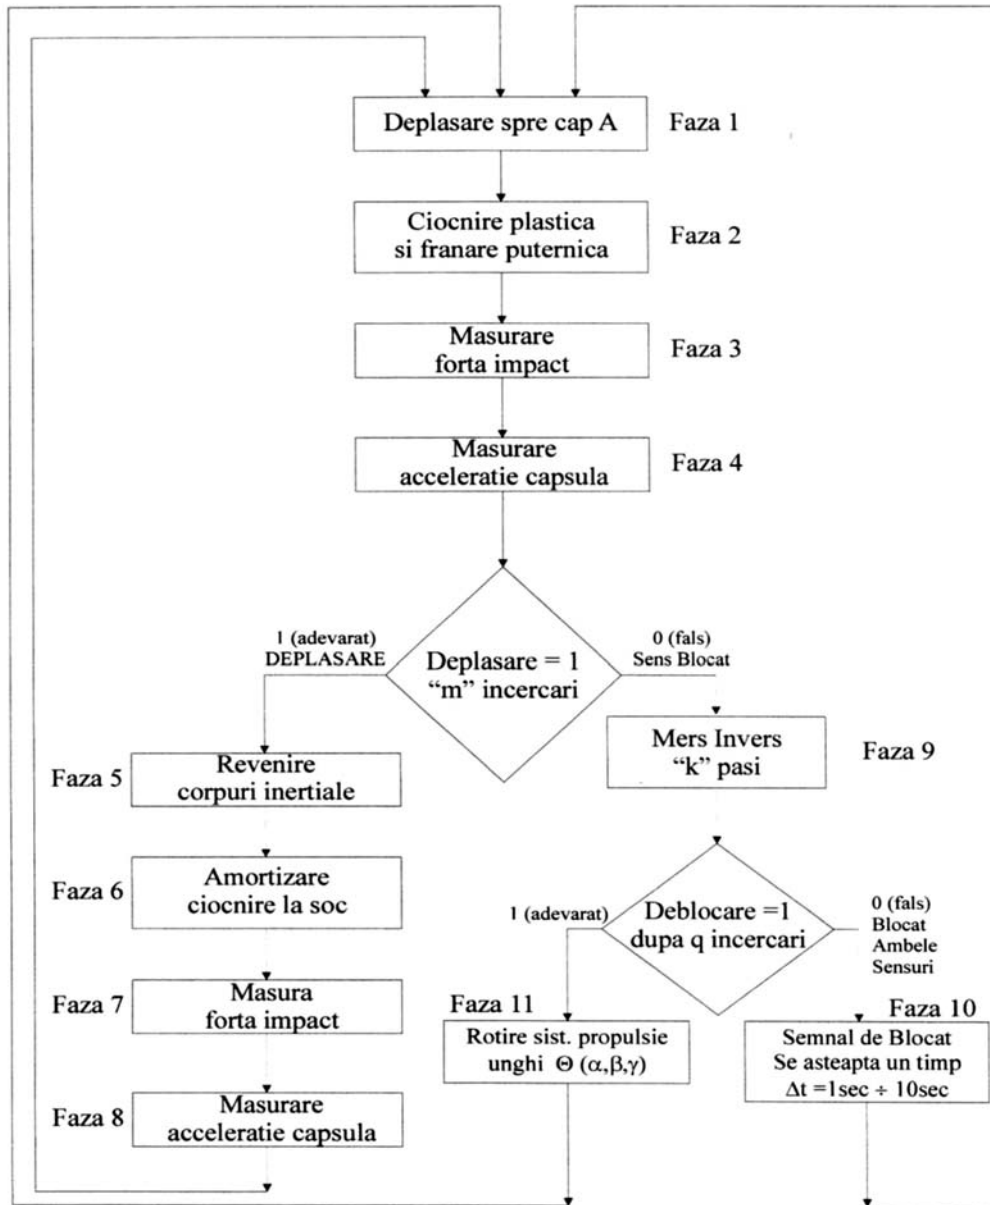 Deplasare spre cap A
Faza 1
Ciocnire plastica
si franare puternica
Faza 2
Masurare
forta impact
Faza 3
Masurare
acceleratie capsula
Faza 4
1 (adevarat)
DEPLASARE
Deplasare = 1
“m” incercari
0 (fals)
Sens Blocat
Faza 5
Revenire
corpuri inertiale
Mers Invers
“k” pasi
Faza 9
Faza 6
Amortizare
ciocnire la soc
1 (adevarat)
Deblocare =1
dupa q incercari
0 (fals)
Blocat
Ambele
Sensuri
Faza 7
Masura
forta impact
Faza 11
Rotire sist. propulsie
unghi Θ (α,β,γ)
Faza 10
Semnal de Blocat
Se asteapta un timp
Δt =1sec ÷ 10sec
Faza 8
Masurare
acceleratie capsula